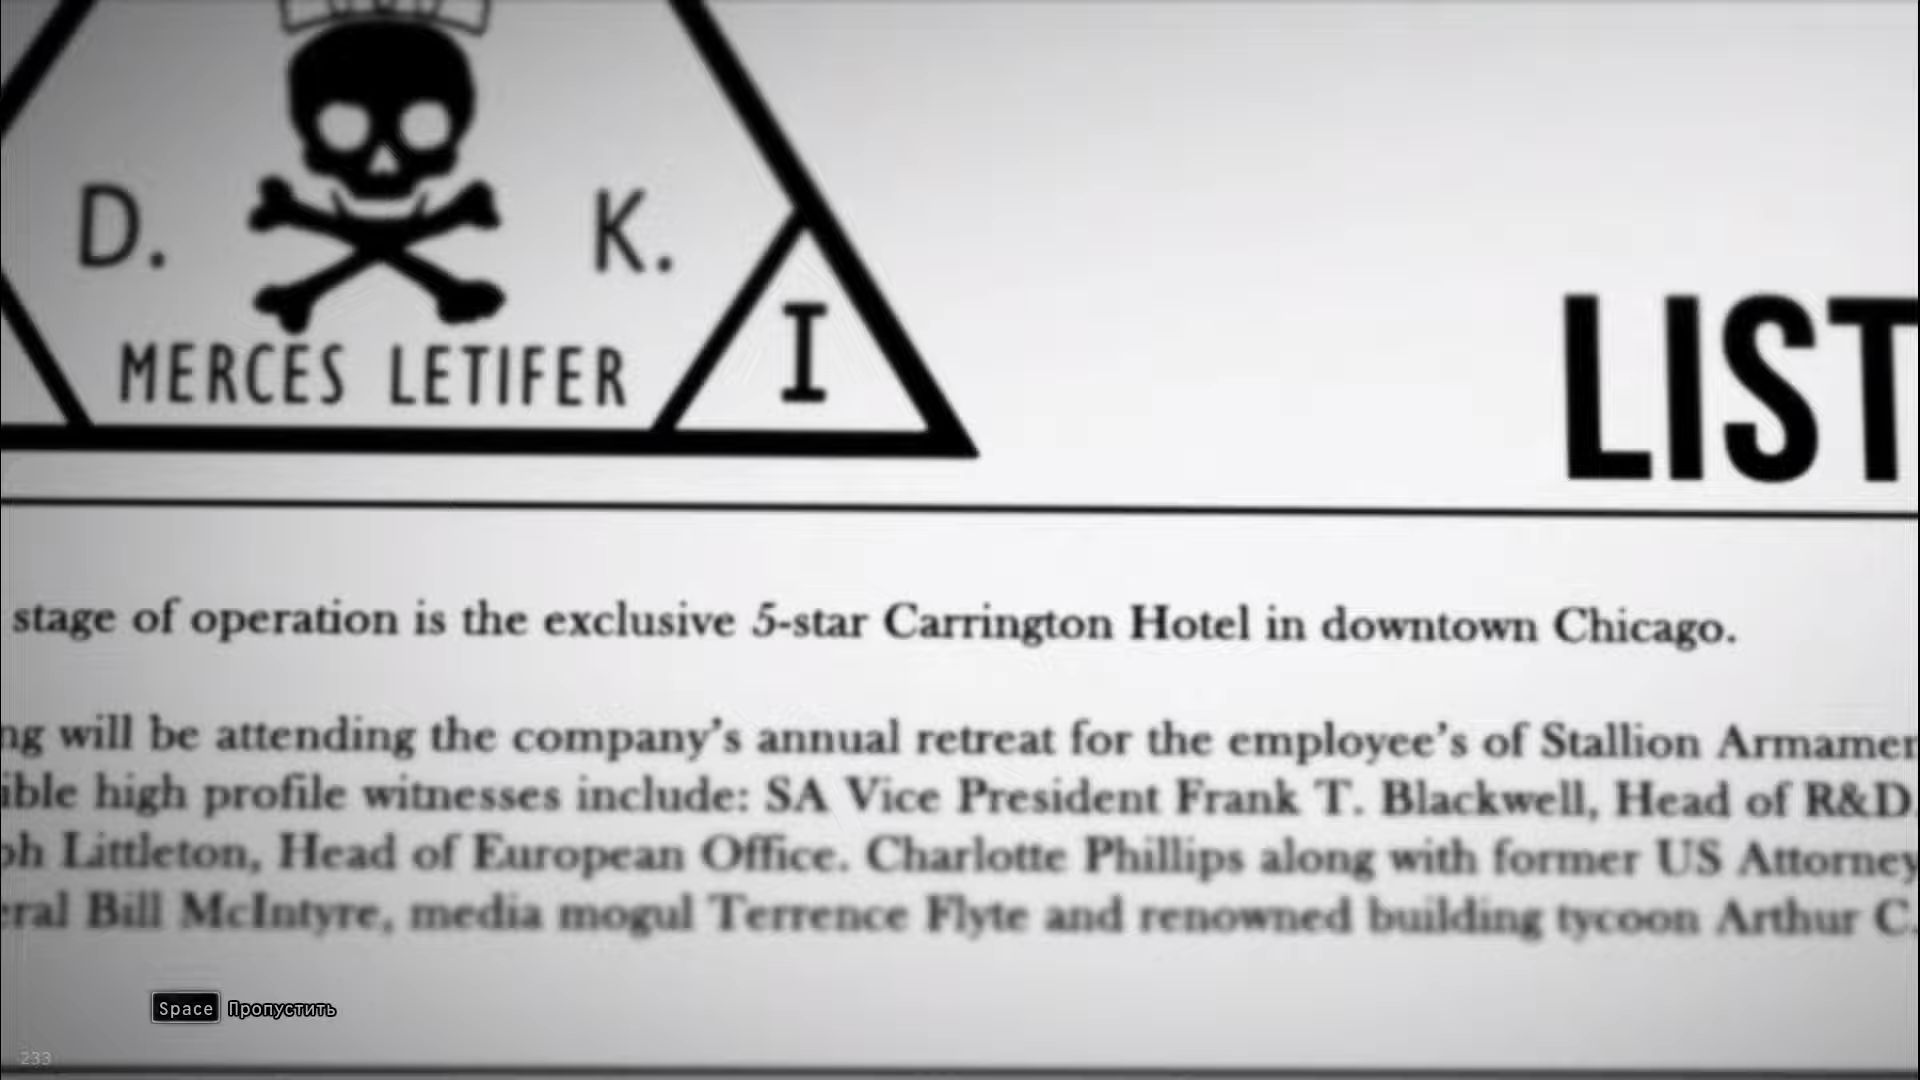 D. K.
I
MERCES LETIFER
LIST
stage of operation is the exclusive 5-star Carrington Hotel in downtown Chicago.
ng will be attending the company’s annual retreat for the employee’s of Stallion Armamen
ible high profile witnesses include: SA Vice President Frank T. Blackwell, Head of R&D.
ph Littleton, Head of European Office. Charlotte Phillips along with former US Attorney
eral Bill McIntyre, media mogul Terrence Flyte and renowned building tycoon Arthur C.
Space Пропустить
233